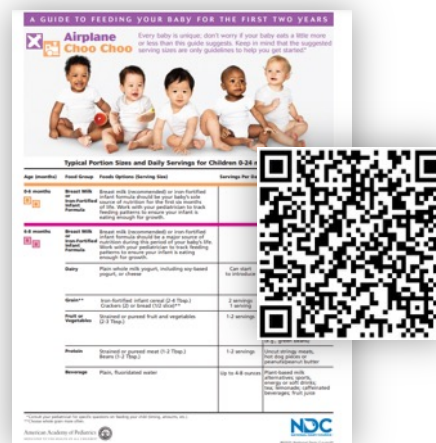 A GUIDE TO FEEDING YOUR BABY FOR THE FIRST TWO YEARS
Airplane
Choo Choo
Every baby is unique, don't worry if your baby eats a little more
or less than this guide suggests. Keep in mind that the suggested
serving sizes are only guidelines to help you get started.*
Typical Portion Sizes and Daily Servings for Children 0-24
Age (months) Food Group Foods Options (Serving Size) Servings Per
0-6 months
Breast Milk
or
Iron-Fortified
Infant
Formula
Breast milk (recommended) or iron-fortified
infant formula should be your baby's sole
source of nutrition for the first six months
of life. Work with your pediatrician to track
feeding patterns to ensure your infant is
eating enough for growth.
6-8 months
Breast Milk
or
Iron-Fortified
Infant
Formula
Breast milk (recommended) or iron-fortified
infant formula should be a major source of
nutrition during this period of your baby's life.
Work with your pediatrician to track feeding
patterns to ensure your infant is eating
enough for growth.
Dairy
Plain whole milk yogurt, including soy-based
yogurt, or cheese
Can start
to introduce
Grain**
Iron-fortified infant cereal (2-4 Tbsp.)
Crackers (2) or bread (1/2 slice)**
2 servings
1 serving
Fruit or
Vegetables
Strained or pureed fruit and vegetables
(2-3 Tbsp.)
1-2 servings
Protein
Strained or pureed meat (1-2 Tbsp.)
Beans (1-2 Tbsp.)
1-2 servings
Uncut stringy meats,
hot dog pieces or
peanuts/peanut butter
Beverage
Plain, fluoridated water
Up to 4-8 ounces
Plant-based milk
alternatives; sports,
energy or soft drinks;
tea, lemonade, caffeinated
beverages, fruit juice
American Academy of Pediatrics
NDC